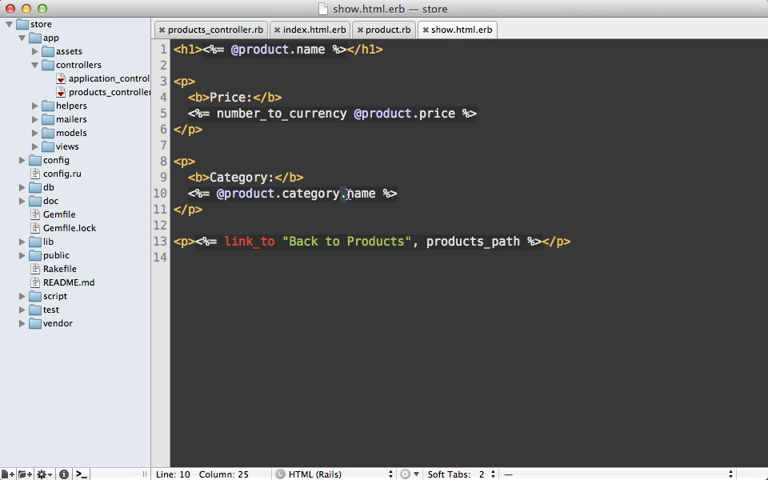 show.html.erb — store
products_controller.rb
index.html.erb
product.rb
show.html.erb
store
app
assets
controllers
application_control
products_controller
helpers
mailers
models
views
config
config.ru
db
doc
Gemfile
Gemfile.lock
lib
public
Rakefile
README.md
script
test
vendor
1 <h1><%= @product.name %></h1>
2
3 <p>
4 <b>Price:</b>
5 <%= number_to_currency @product.price %>
6 </p>
7
8 <p>
9 <b>Category:</b>
10 <%= @product.category.name %>
11 </p>
12
13 <p><%= link_to "Back to Products", products_path %></p>
14
Line: 10 Column: 25 L HTML (Rails) Soft Tabs: 2 —